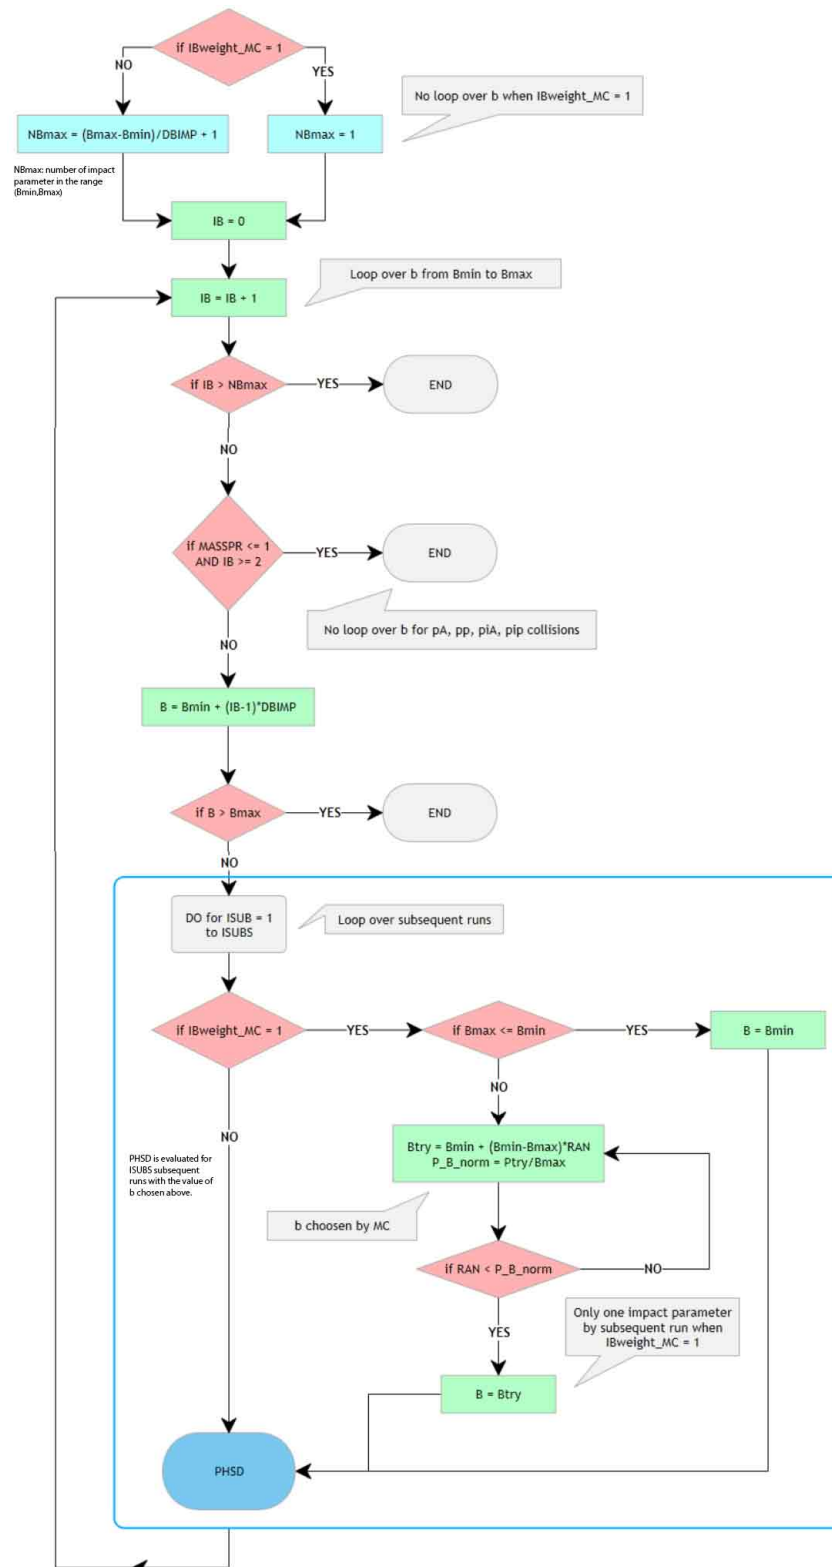 if IBweight_MC = 1
NO
YES
No loop over b when IBweight_MC = 1
NBmax = (Bmax-Bmin)/DBIMP + 1
NBmax = 1
NBmax: number of impact
parameter in the range
(Bmin,Bmax)
IB = 0
Loop over b from Bmin to Bmax
IB = IB + 1
if IB > NBmax
YES
END
NO
if MASSPR <= 1
AND IB >= 2
YES
END
No loop over b for pA, pp, piA, pip collisions
NO
B = Bmin + (IB-1)*DBIMP
if B > Bmax
YES
END
NO
DO for ISUB = 1
to ISUBS
Loop over subsequent runs
if IBweight_MC = 1
YES
if Bmax <= Bmin
YES
B = Bmin
NO
NO
Btry = Bmin + (Bmin-Bmax)*RAN
P_B_norm = Ptry/Bmax
PHSD is evaluated for
ISUBS subsequent
runs with the value of
b chosen above.
b choosen by MC
if RAN < P_B_norm
NO
YES
Only one impact parameter
by subsequent run when
IBweight_MC = 1
B = Btry
PHSD